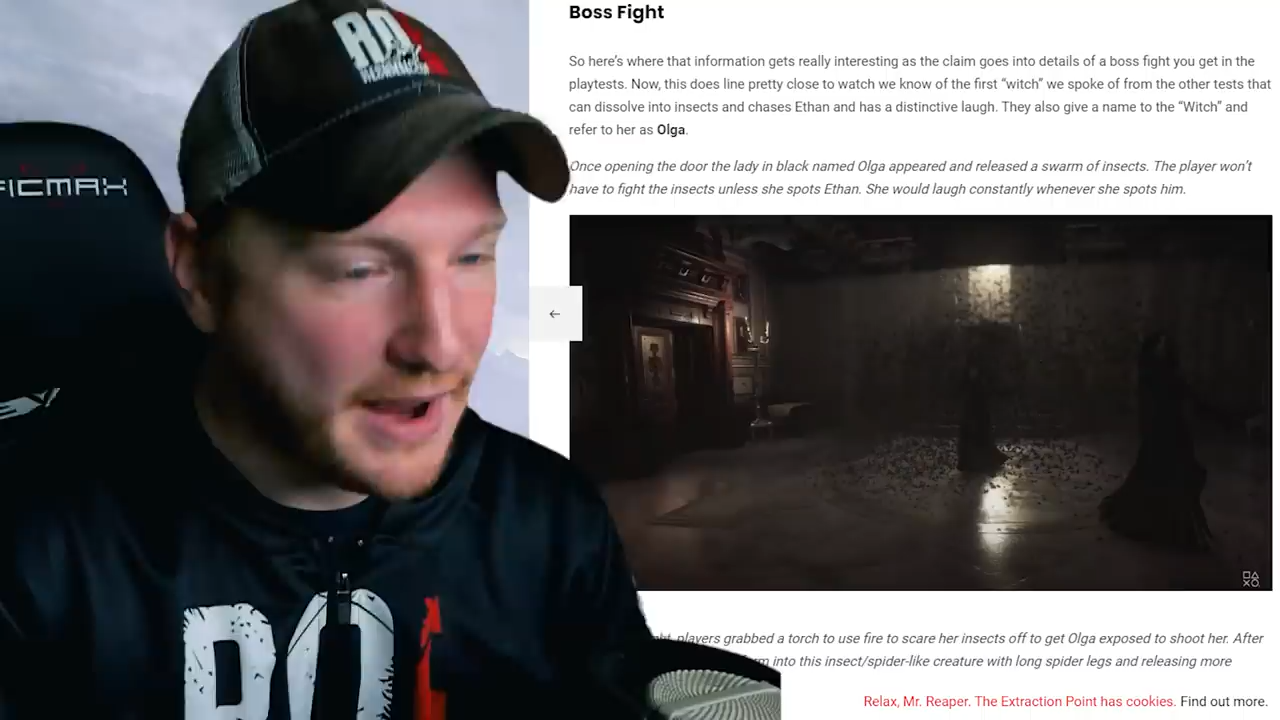 Boss Fight
So here's where that information gets really interesting as the claim goes into details of a boss fight you get in the
playtests. Now, this does line pretty close to watch we know of the first “witch” we spoke of from the other tests that
can dissolve into insects and chases Ethan and has a distinctive laugh. They also give a name to the “Witch” and
refer to her as Olga.
Once opening the door the lady in black named Olga appeared and released a swarm of insects. The player won't
have to fight the insects unless she spots Ethan. She would laugh constantly whenever she spots him.
players grabbed a torch to use fire to scare her insects off to get Olga exposed to shoot her. After
into this insect/spider-like creature with long spider legs and releasing more
Relax, Mr. Reaper. The Extraction Point has cookies. Find out more.
FICMAX